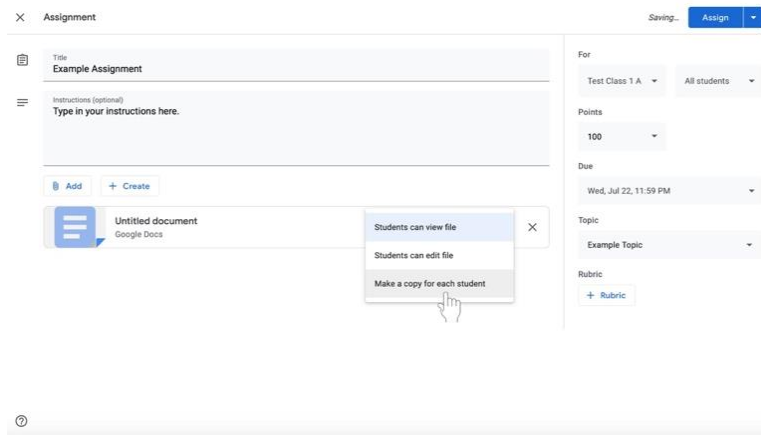 Assignment
Saving...
Assign
Title
Example Assignment
Instructions (optional)
Type in your instructions here.
Add
+ Create
Untitled document
Google Docs
Students can view file
Students can edit file
Make a copy for each student
For
Test Class 1 A
All students
Points
100
Due
Wed, Jul 22, 11:59 PM
Topic
Example Topic
Rubric
+ Rubric